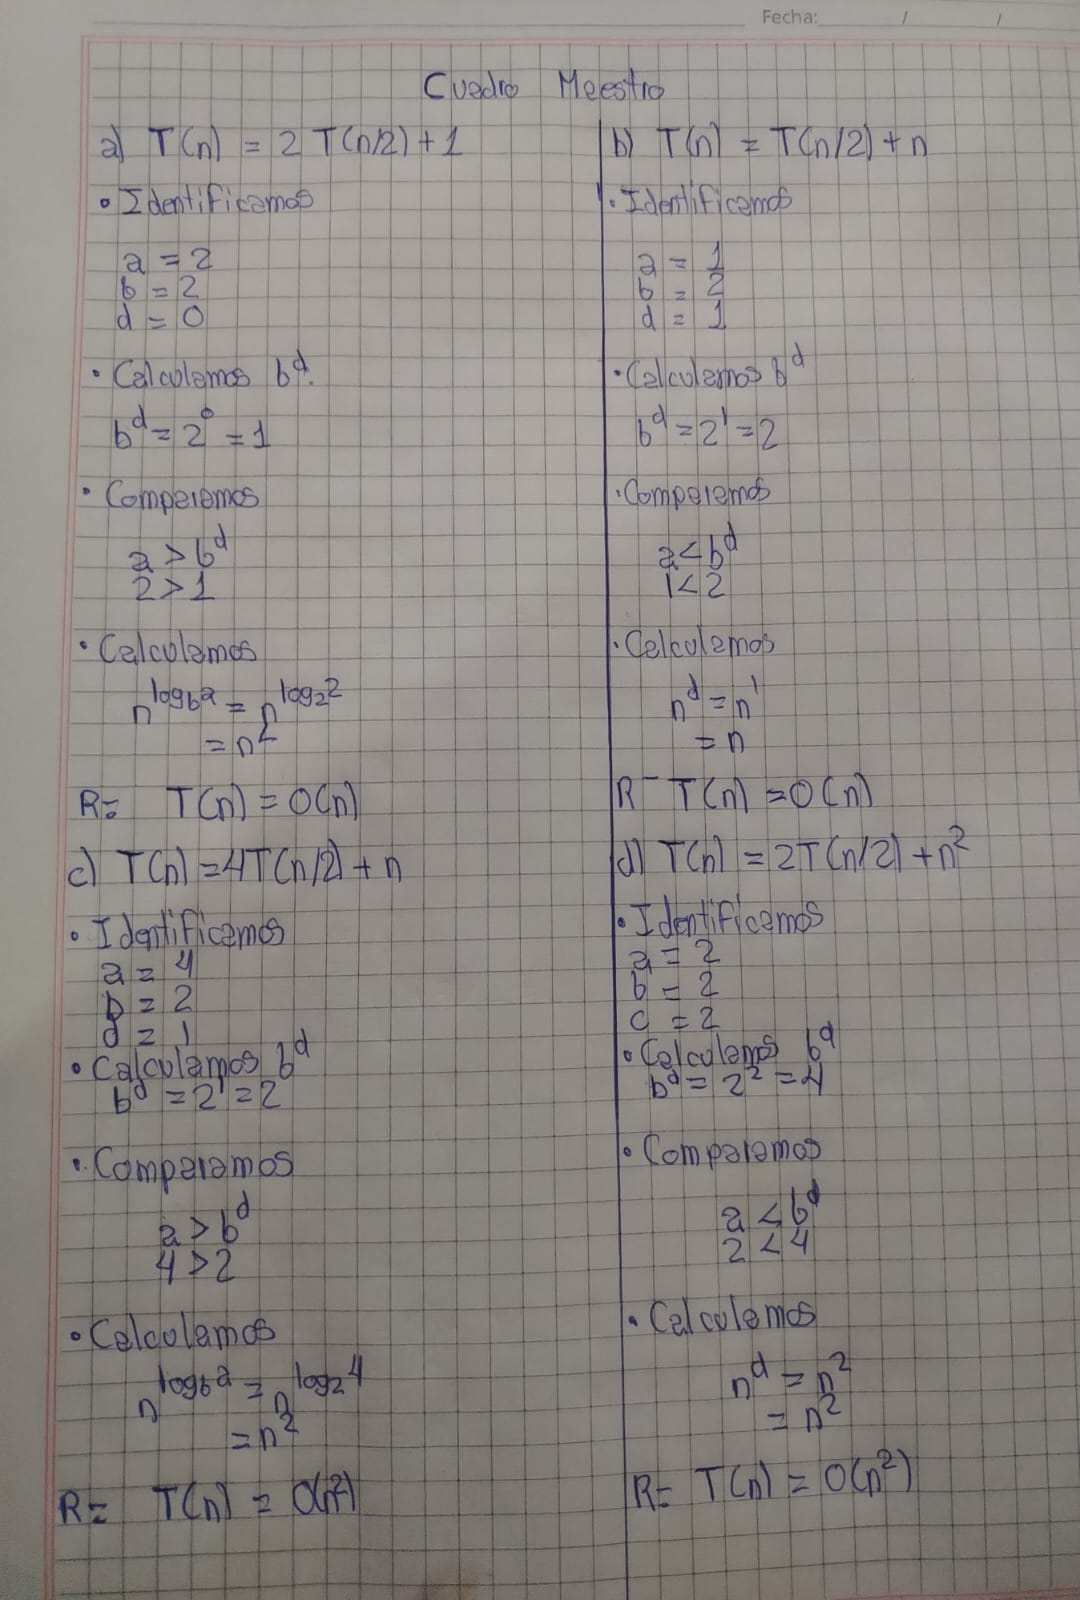 Fecha: / /
Cuadro Maestro
a) T(n) = 2 T(n/2) + 1
• Identificamos
a = 2
b = 2
d = 0
• Calculamos b^d.
b^d = 2^0 = 1
• Comparamos
a > b^d
2 > 1
• Calculamos
n^log_b a = n^log_2 2
= n^2
R= T(n) = O(n)
b) T(n) = T(n/2) + n
• Identificamos
a = 1
b = 2
d = 1
• Calculamos b^d
b^d = 2^1 = 2
• Comparamos
a < b^d
1 < 2
• Calculamos
n^d = n^1
= n
R- T(n) = O(n)
c) T(n) = 4T(n/2) + n
• Identificamos
a = 4
b = 2
d = 1
• Calculamos b^d
b^d = 2^1 = 2
• Comparamos
a > b^d
4 > 2
• Calculamos
n^log_b a = n^log_2 4
= n^2
R= T(n) = O(n^2)
d) T(n) = 2T(n/2) + n^2
• Identificamos
a = 2
b = 2
c = 2
• Calculamos b^d
b^d = 2^2 = 4
• Comparamos
a < b^d
2 < 4
• Calculamos
n^d = n^2
= n^2
R= T(n) = O(n^2)